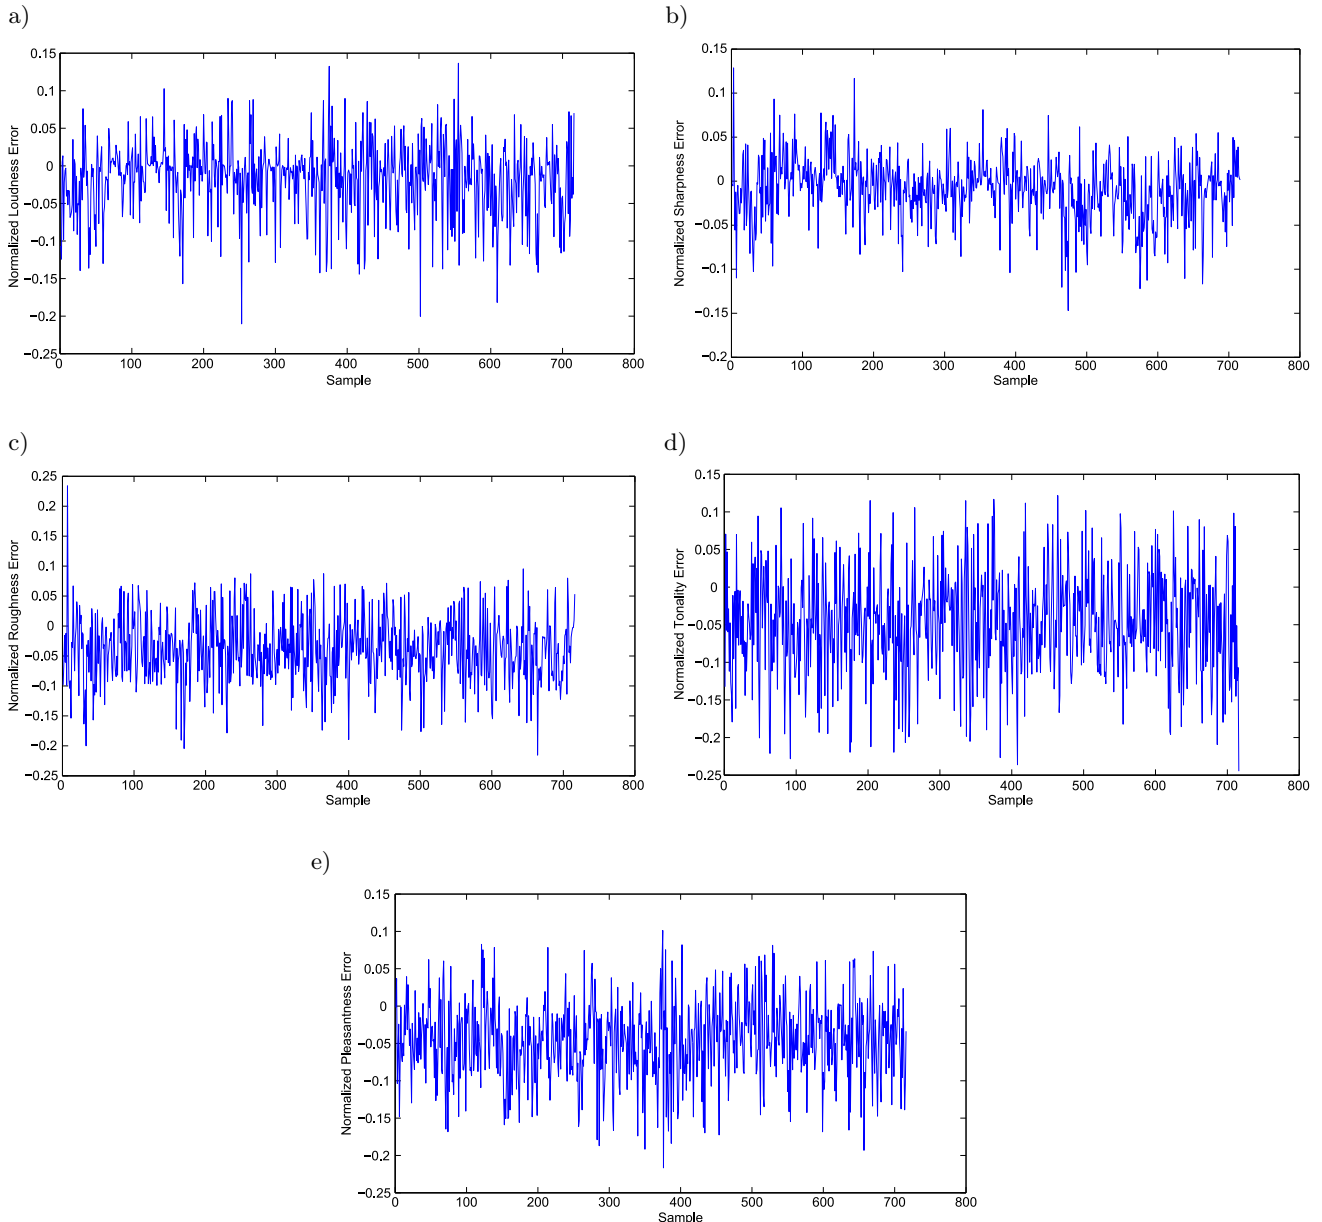 a)
0.15
0.1
0.05
0
−0.05
−0.1
−0.15
−0.2
−0.25
Normalized Loudness Error
0 100 200 300 400 500 600 700 800
Sample
b)
0.15
0.1
0.05
0
−0.05
−0.1
−0.15
−0.2
Normalized Sharpness Error
0 100 200 300 400 500 600 700 800
Sample
c)
0.25
0.2
0.15
0.1
0.05
0
−0.05
−0.1
−0.15
−0.2
−0.25
Normalized Roughness Error
0 100 200 300 400 500 600 700 800
Sample
d)
0.15
0.1
0.05
0
−0.05
−0.1
−0.15
−0.2
−0.25
Normalized Tonality Error
0 100 200 300 400 500 600 700 800
Sample
e)
0.15
0.1
0.05
0
−0.05
−0.1
−0.15
−0.2
−0.25
Normalized Pleasantness Error
0 100 200 300 400 500 600 700 800
Sample